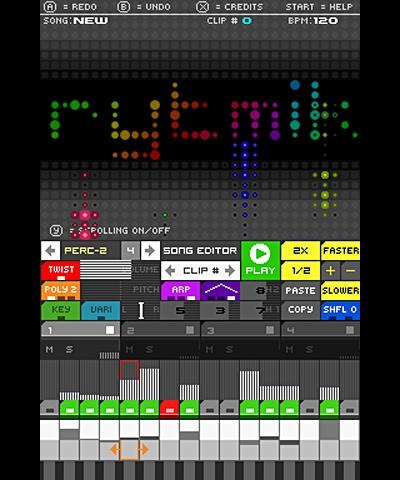 Ⓐ = REDO Ⓑ = UNDO Ⓧ = CREDITS START = HELP
SONG:NEW CLIP # 0 BPM:120
rytmik
Ⓨ = SCROLLING ON/OFF
PERC-2 4 SONG EDITOR PLAY 2X FASTER
TWIST VOLUME CLIP # 1/2 + -
POLY 2 PITCH ARP 8 PASTE SLOWER
KEY VARI 5 3 7 COPY SHFL 0
1 2 3 4
M S M S